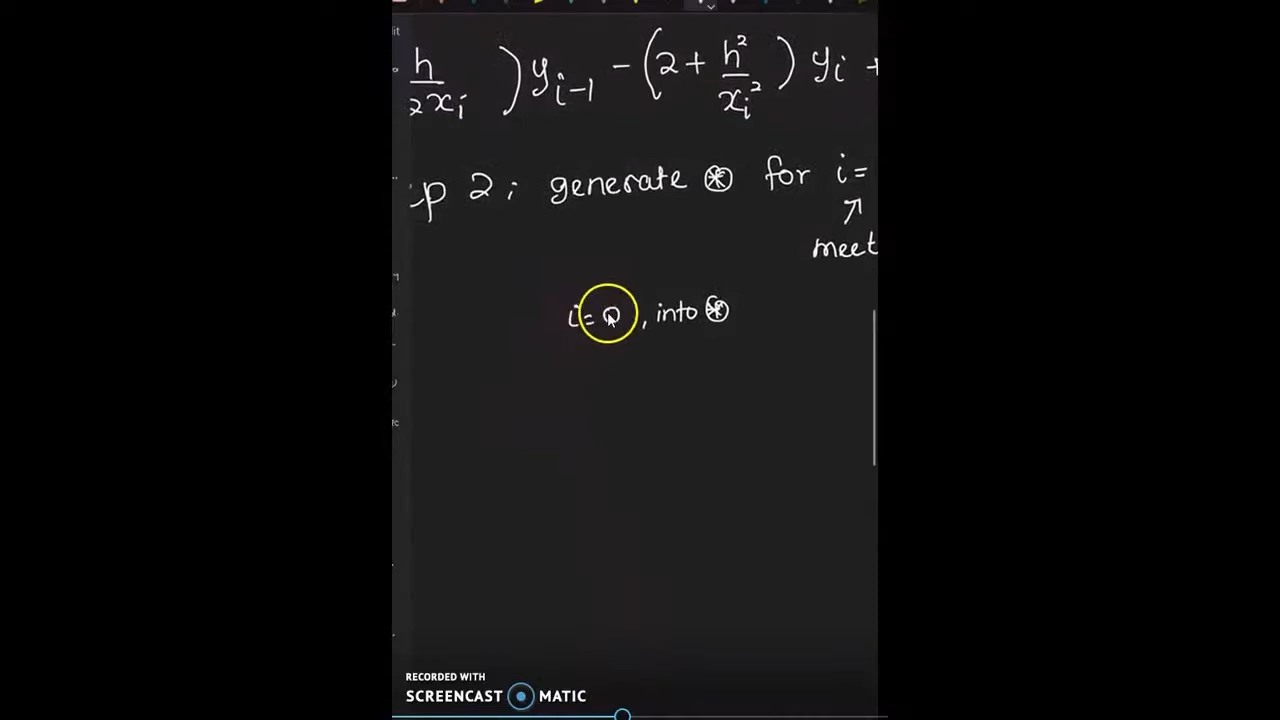 h/2xᵢ )yᵢ₋₁ - (2 + h²/xᵢ²) yᵢ +
p 2 ; generate ⊛ for i =
↗
meet
i = 0 , into ⊛
RECORDED WITH
SCREENCAST MATIC